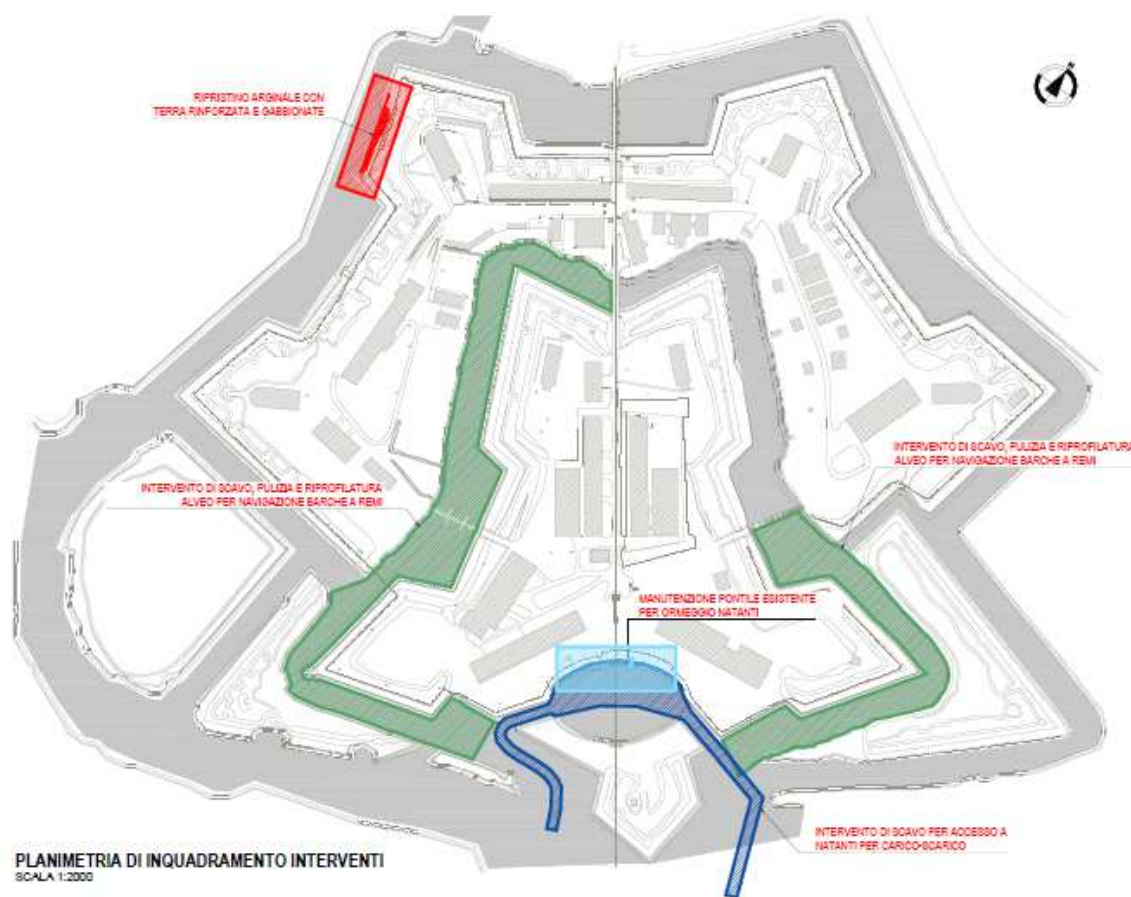 RIPRISTINO ARGINALE CON
TERRA RINFORZATA E GABBIONATE
INTERVENTO DI SCAVO, PULIZIA E RIPROFILATURA
ALVEO PER NAVIGAZIONE BARCHE A REMI
INTERVENTO DI SCAVO, PULIZIA E RIPROFILATURA
ALVEO PER NAVIGAZIONE BARCHE A REMI
MANUTENZIONE PONTILE ESISTENTE
PER ORMEGGIO NATANTI
INTERVENTO DI SCAVO PER ACCESSO A
NATANTI PER CARICO-SCARICO
PLANIMETRIA DI INQUADRAMENTO INTERVENTI
SCALA 1:2000